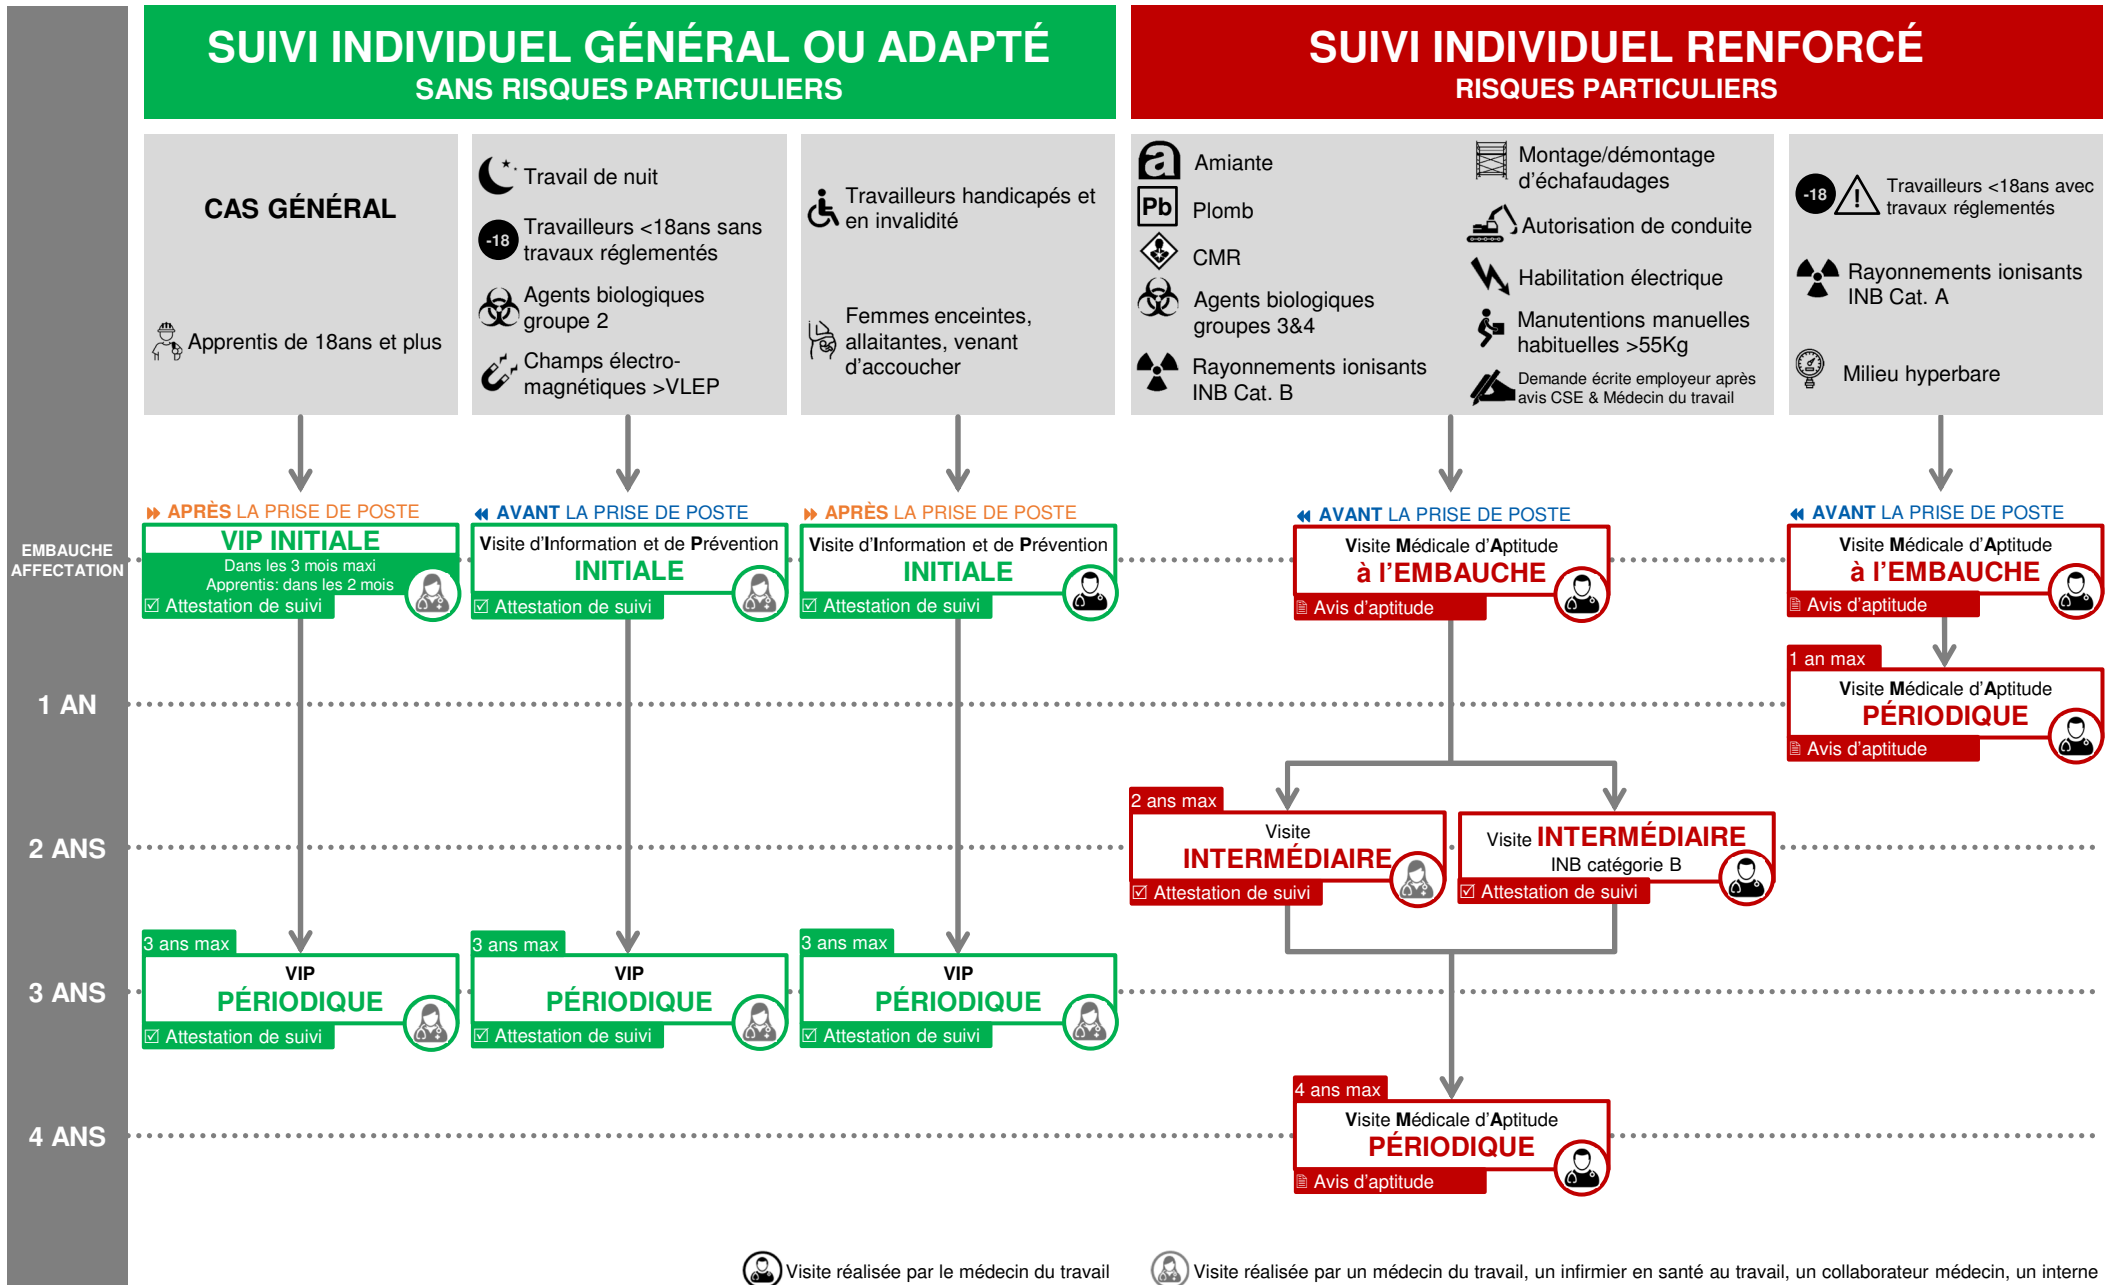 SUIVI INDIVIDUEL GÉNÉRAL OU ADAPTÉ
SANS RISQUES PARTICULIERS
SUIVI INDIVIDUEL RENFORCÉ
RISQUES PARTICULIERS
CAS GÉNÉRAL
Apprentis de 18ans et plus
Travail de nuit
-18
Travailleurs <18ans sans
travaux réglementés
Agents biologiques
groupe 2
Champs électro-
magnétiques >VLEP
Travailleurs handicapés et
en invalidité
Femmes enceintes,
allaitantes, venant
d'accoucher
a
Amiante
Pb
Plomb
CMR
Agents biologiques
groupes 3&4
Rayonnements ionisants
INB Cat. B
Montage/démontage
d'échafaudages
Autorisation de conduite
Habilitation électrique
Manutentions manuelles
habituelles >55Kg
Demande écrite employeur après
avis CSE & Médecin du travail
-18
Travailleurs <18ans avec
travaux réglementés
Rayonnements ionisants
INB Cat. A
Milieu hyperbare
EMBAUCHE
AFFECTATION
APRÈS LA PRISE DE POSTE
VIP INITIALE
Dans les 3 mois maxi
Apprentis: dans les 2 mois
☑ Attestation de suivi
AVANT LA PRISE DE POSTE
Visite d'Information et de Prévention
INITIALE
☑ Attestation de suivi
APRÈS LA PRISE DE POSTE
Visite d'Information et de Prévention
INITIALE
☑ Attestation de suivi
AVANT LA PRISE DE POSTE
Visite Médicale d'Aptitude
à l'EMBAUCHE
Avis d'aptitude
AVANT LA PRISE DE POSTE
Visite Médicale d'Aptitude
à l'EMBAUCHE
Avis d'aptitude
1 AN
1 an max
Visite Médicale d'Aptitude
PÉRIODIQUE
Avis d'aptitude
2 ANS
2 ans max
Visite
INTERMÉDIAIRE
☑ Attestation de suivi
Visite INTERMÉDIAIRE
INB catégorie B
☑ Attestation de suivi
3 ANS
3 ans max
VIP
PÉRIODIQUE
☑ Attestation de suivi
3 ans max
VIP
PÉRIODIQUE
☑ Attestation de suivi
3 ans max
VIP
PÉRIODIQUE
☑ Attestation de suivi
4 ANS
4 ans max
Visite Médicale d'Aptitude
PÉRIODIQUE
Avis d'aptitude
Visite réalisée par le médecin du travail
Visite réalisée par un médecin du travail, un infirmier en santé au travail, un collaborateur médecin, un interne